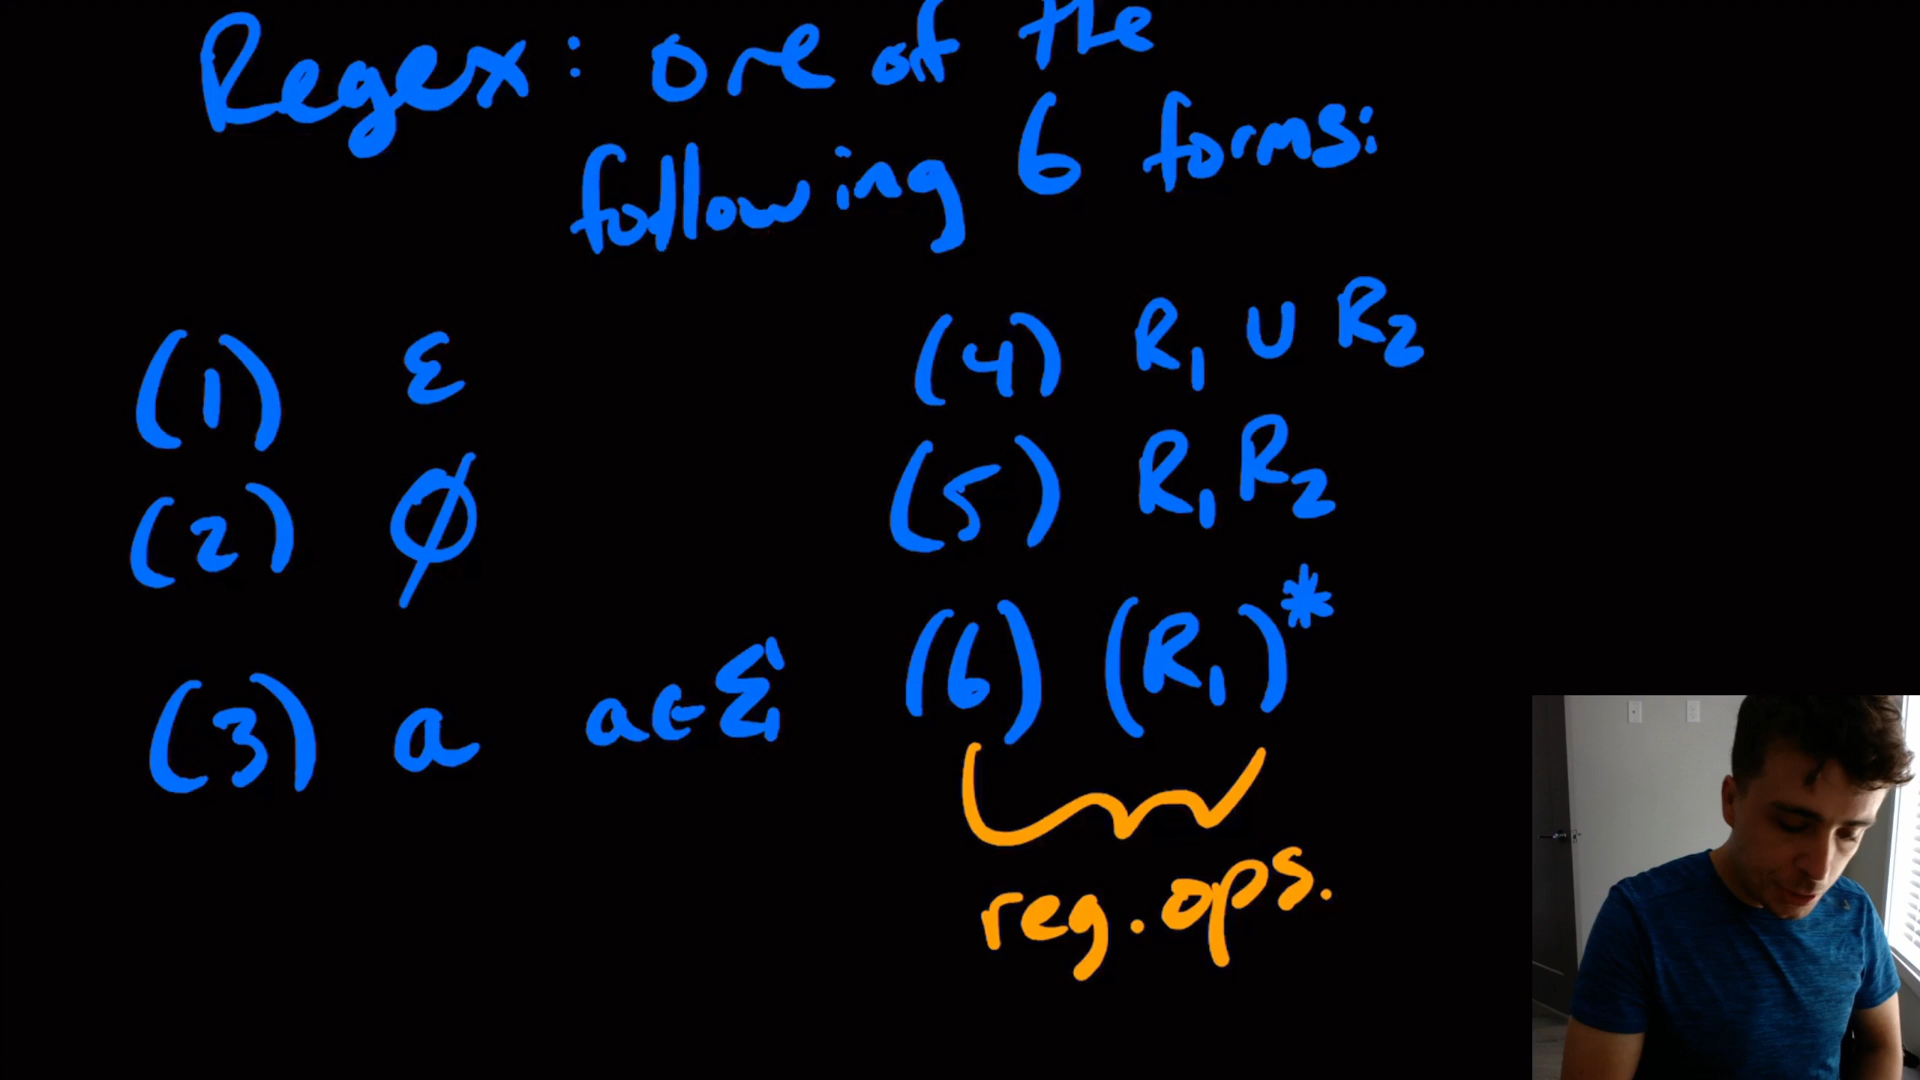 Regex: one of the
following 6 forms:
(1) ε
(2) ∅
(3) a a∈Σ
(4) R₁ ∪ R₂
(5) R₁R₂
(6) (R₁)*
reg. ops.